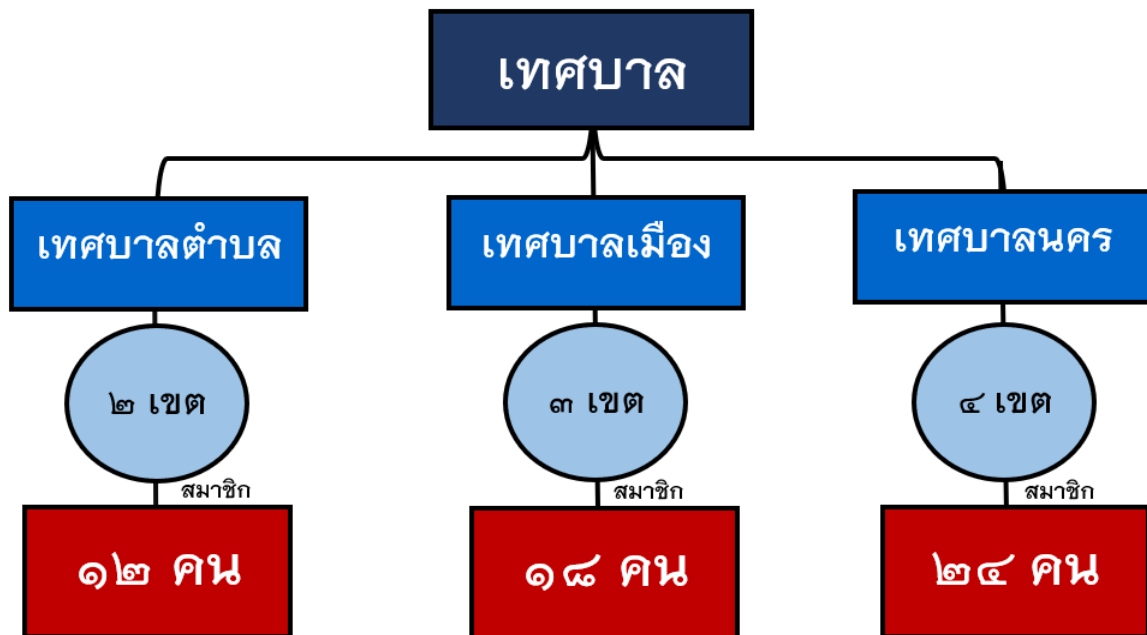 เทศบาล
เทศบาลตำบล
เทศบาลเมือง
เทศบาลนคร
๒ เขต
๓ เขต
๔ เขต
สมาชิก
สมาชิก
สมาชิก
๑๒ คน
๑๘ คน
๒๔ คน